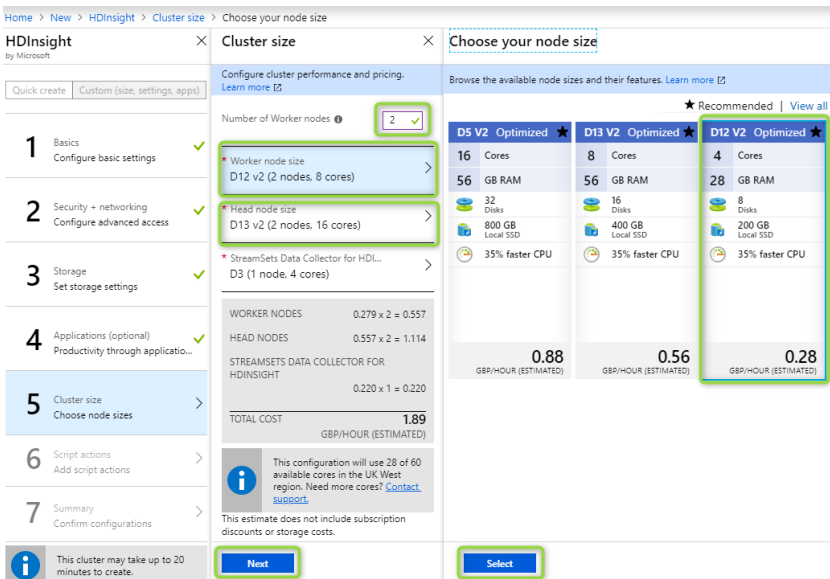 Home > New > HDInsight > Cluster size > Choose your node size
HDInsight
by Microsoft
Quick create Custom (size, settings, apps)
1 Basics
Configure basic settings
2 Security + networking
Configure advanced access
3 Storage
Set storage settings
4 Applications (optional)
Productivity through applicatio...
5 Cluster size
Choose node sizes
6 Script actions
Add script actions
7 Summary
Confirm configurations
This cluster may take up to 20
minutes to create.
Cluster size
Configure cluster performance and pricing.
Learn more
Number of Worker nodes 2
* Worker node size
D12 v2 (2 nodes, 8 cores)
* Head node size
D13 v2 (2 nodes, 16 cores)
* StreamSets Data Collector for HDI...
D3 (1 node, 4 cores)
WORKER NODES 0.279 x 2 = 0.557
HEAD NODES 0.557 x 2 = 1.114
STREAMSETS DATA COLLECTOR FOR
HDINSIGHT
0.220 x 1 = 0.220
TOTAL COST 1.89
GBP/HOUR (ESTIMATED)
This configuration will use 28 of 60
available cores in the UK West
region. Need more cores? Contact
support.
This estimate does not include subscription
discounts or storage costs.
Next
Choose your node size
Browse the available node sizes and their features. Learn more
★ Recommended | View all
D5 V2 Optimized ★
16 Cores
56 GB RAM
32
Disks
800 GB
Local SSD
35% faster CPU
0.88
GBP/HOUR (ESTIMATED)
D13 V2 Optimized ★
8 Cores
56 GB RAM
16
Disks
400 GB
Local SSD
35% faster CPU
0.56
GBP/HOUR (ESTIMATED)
D12 V2 Optimized ★
4 Cores
28 GB RAM
8
Disks
200 GB
Local SSD
35% faster CPU
0.28
GBP/HOUR (ESTIMATED)
Select